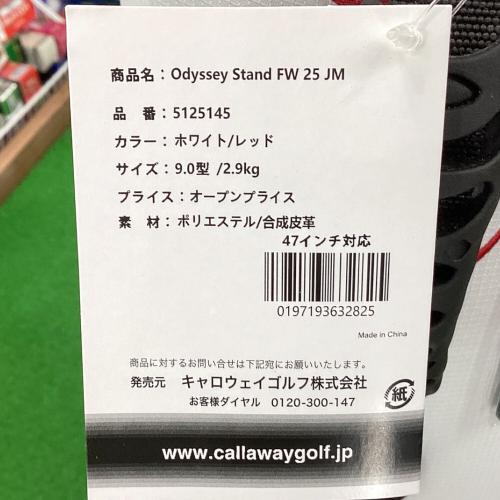 商品名：Odyssey Stand FW 25 JM
品　番：5125145
カラー：ホワイト/レッド
サイズ：9.0型 /2.9kg
プライス：オープンプライス
素　材：ポリエステル/合成皮革
47インチ対応
0197193632825
Made in China
商品に対するお問い合せは下記宛にお願いいたします。
発売元　キャロウェイゴルフ株式会社
お客様ダイヤル　0120-300-147
紙
www.callawaygolf.jp